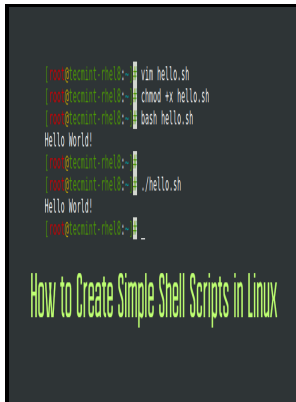 [root@tecmint-rhel8:~]# vim hello.sh
[root@tecmint-rhel8:~]# chmod +x hello.sh
[root@tecmint-rhel8:~]# bash hello.sh
Hello World!
[root@tecmint-rhel8:~]#
[root@tecmint-rhel8:~]# ./hello.sh
Hello World!
[root@tecmint-rhel8:~]# _
How to Create Simple Shell Scripts in Linux